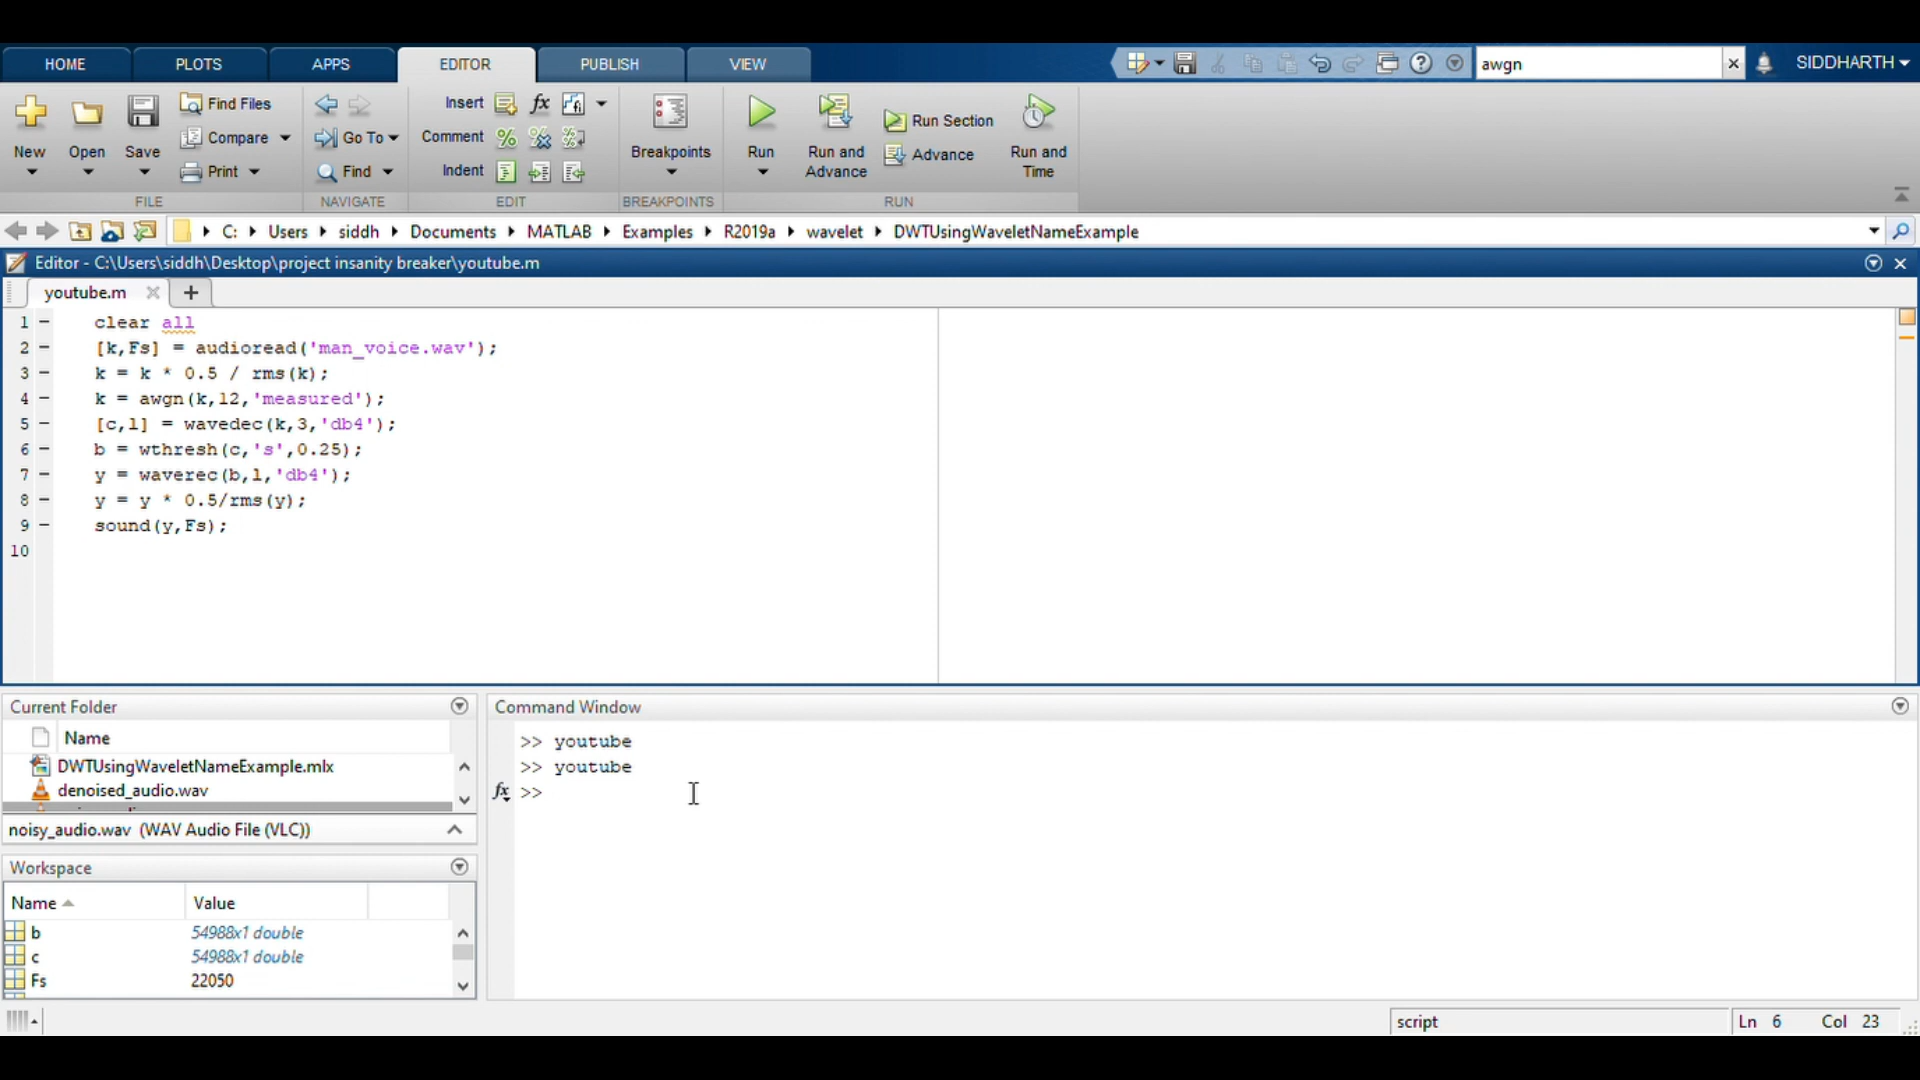 HOME PLOTS APPS EDITOR PUBLISH VIEW awgn SIDDHARTH
Find Files Insert fx fi
Compare Go To Comment % Run Section
New Open Save Breakpoints Run Run and Advance Advance Run and Time
Print Find Indent
FILE NAVIGATE EDIT BREAKPOINTS RUN
C: Users siddh Documents MATLAB Examples R2019a wavelet DWTUsingWaveletNameExample
Editor - C:\Users\siddh\Desktop\project insanity breaker\youtube.m
youtube.m +
1 - clear all
2 - [k,Fs] = audioread('man_voice.wav');
3 - k = k * 0.5 / rms(k);
4 - k = awgn(k,12,'measured');
5 - [c,l] = wavedec(k,3,'db4');
6 - b = wthresh(c,'s',0.25);
7 - y = waverec(b,l,'db4');
8 - y = y * 0.5/rms(y);
9 - sound(y,Fs);
10
Current Folder
Name
DWTUsingWaveletNameExample.mlx
denoised_audio.wav
noisy_audio.wav (WAV Audio File (VLC))
Workspace
Name Value
b 54988x1 double
c 54988x1 double
Fs 22050
Command Window
>> youtube
>> youtube
fx >>
script Ln 6 Col 23